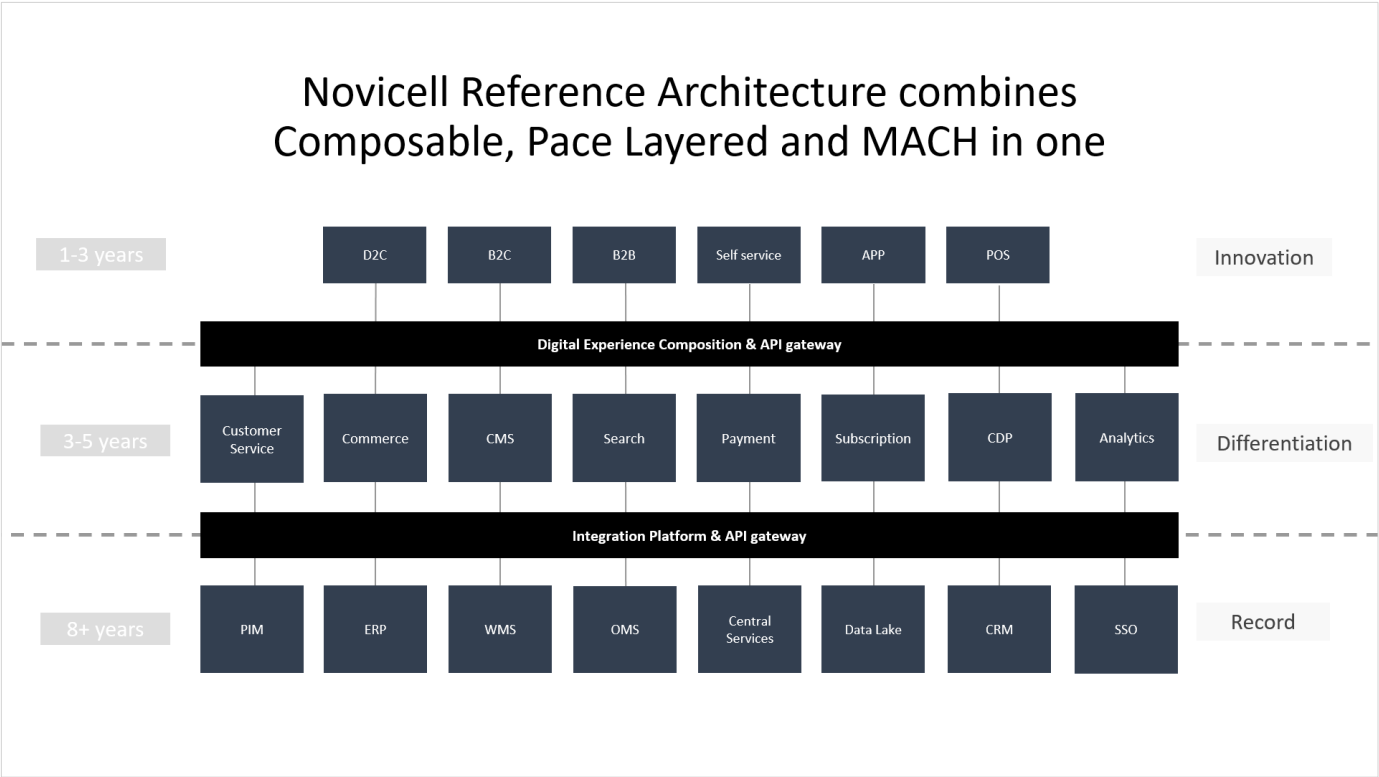 Novicell Reference Architecture combines
Composable, Pace Layered and MACH in one
1-3 years
D2C
B2C
B2B
Self service
APP
POS
Innovation
Digital Experience Composition & API gateway
3-5 years
Customer
Service
Commerce
CMS
Search
Payment
Subscription
CDP
Analytics
Differentiation
Integration Platform & API gateway
8+ years
PIM
ERP
WMS
OMS
Central
Services
Data Lake
CRM
SSO
Record